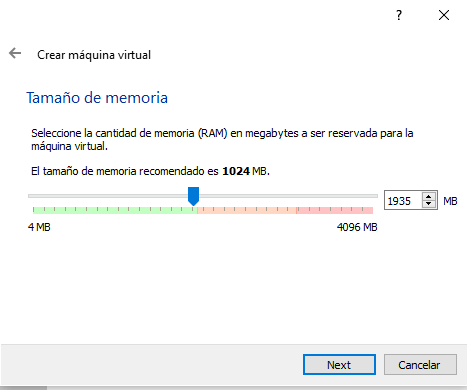 ?
Crear máquina virtual
Tamaño de memoria
Seleccione la cantidad de memoria (RAM) en megabytes a ser reservada para la
máquina virtual.
El tamaño de memoria recomendado es 1024 MB.
1935 MB
4 MB 4096 MB
Next Cancelar